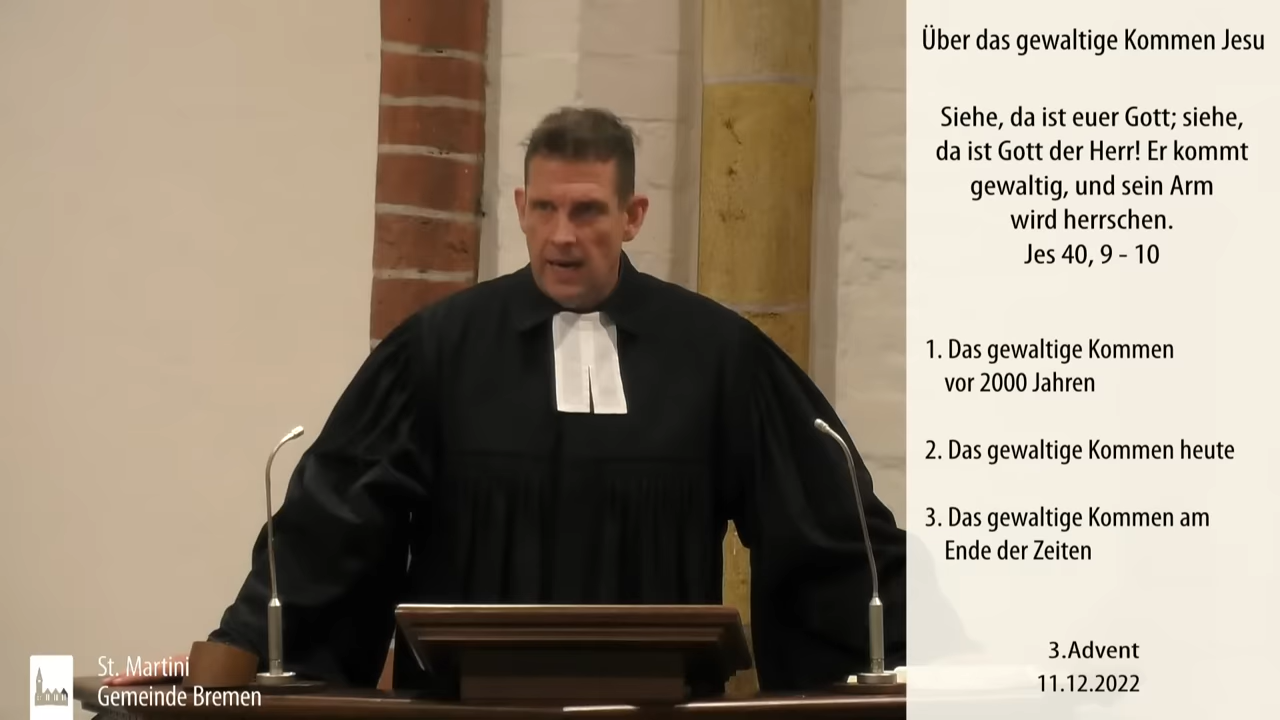 Über das gewaltige Kommen Jesu
Siehe, da ist euer Gott; siehe,
da ist Gott der Herr! Er kommt
gewaltig, und sein Arm
wird herrschen.
Jes 40, 9 - 10
1. Das gewaltige Kommen
vor 2000 Jahren
2. Das gewaltige Kommen heute
3. Das gewaltige Kommen am
Ende der Zeiten
3.Advent
11.12.2022
St. Martini
Gemeinde Bremen